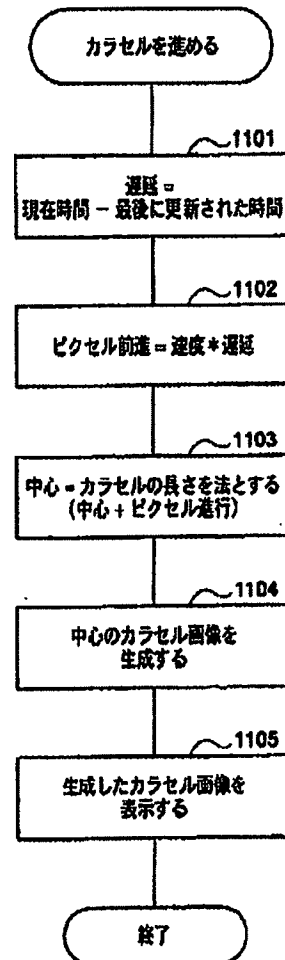 カラセルを進める
1101
遅延 =
現在時間 − 最後に更新された時間
1102
ピクセル前進 = 速度 * 遅延
1103
中心 = カラセルの長さを法とする
(中心 + ピクセル進行)
1104
中心のカラセル画像を
生成する
1105
生成したカラセル画像を
表示する
終了